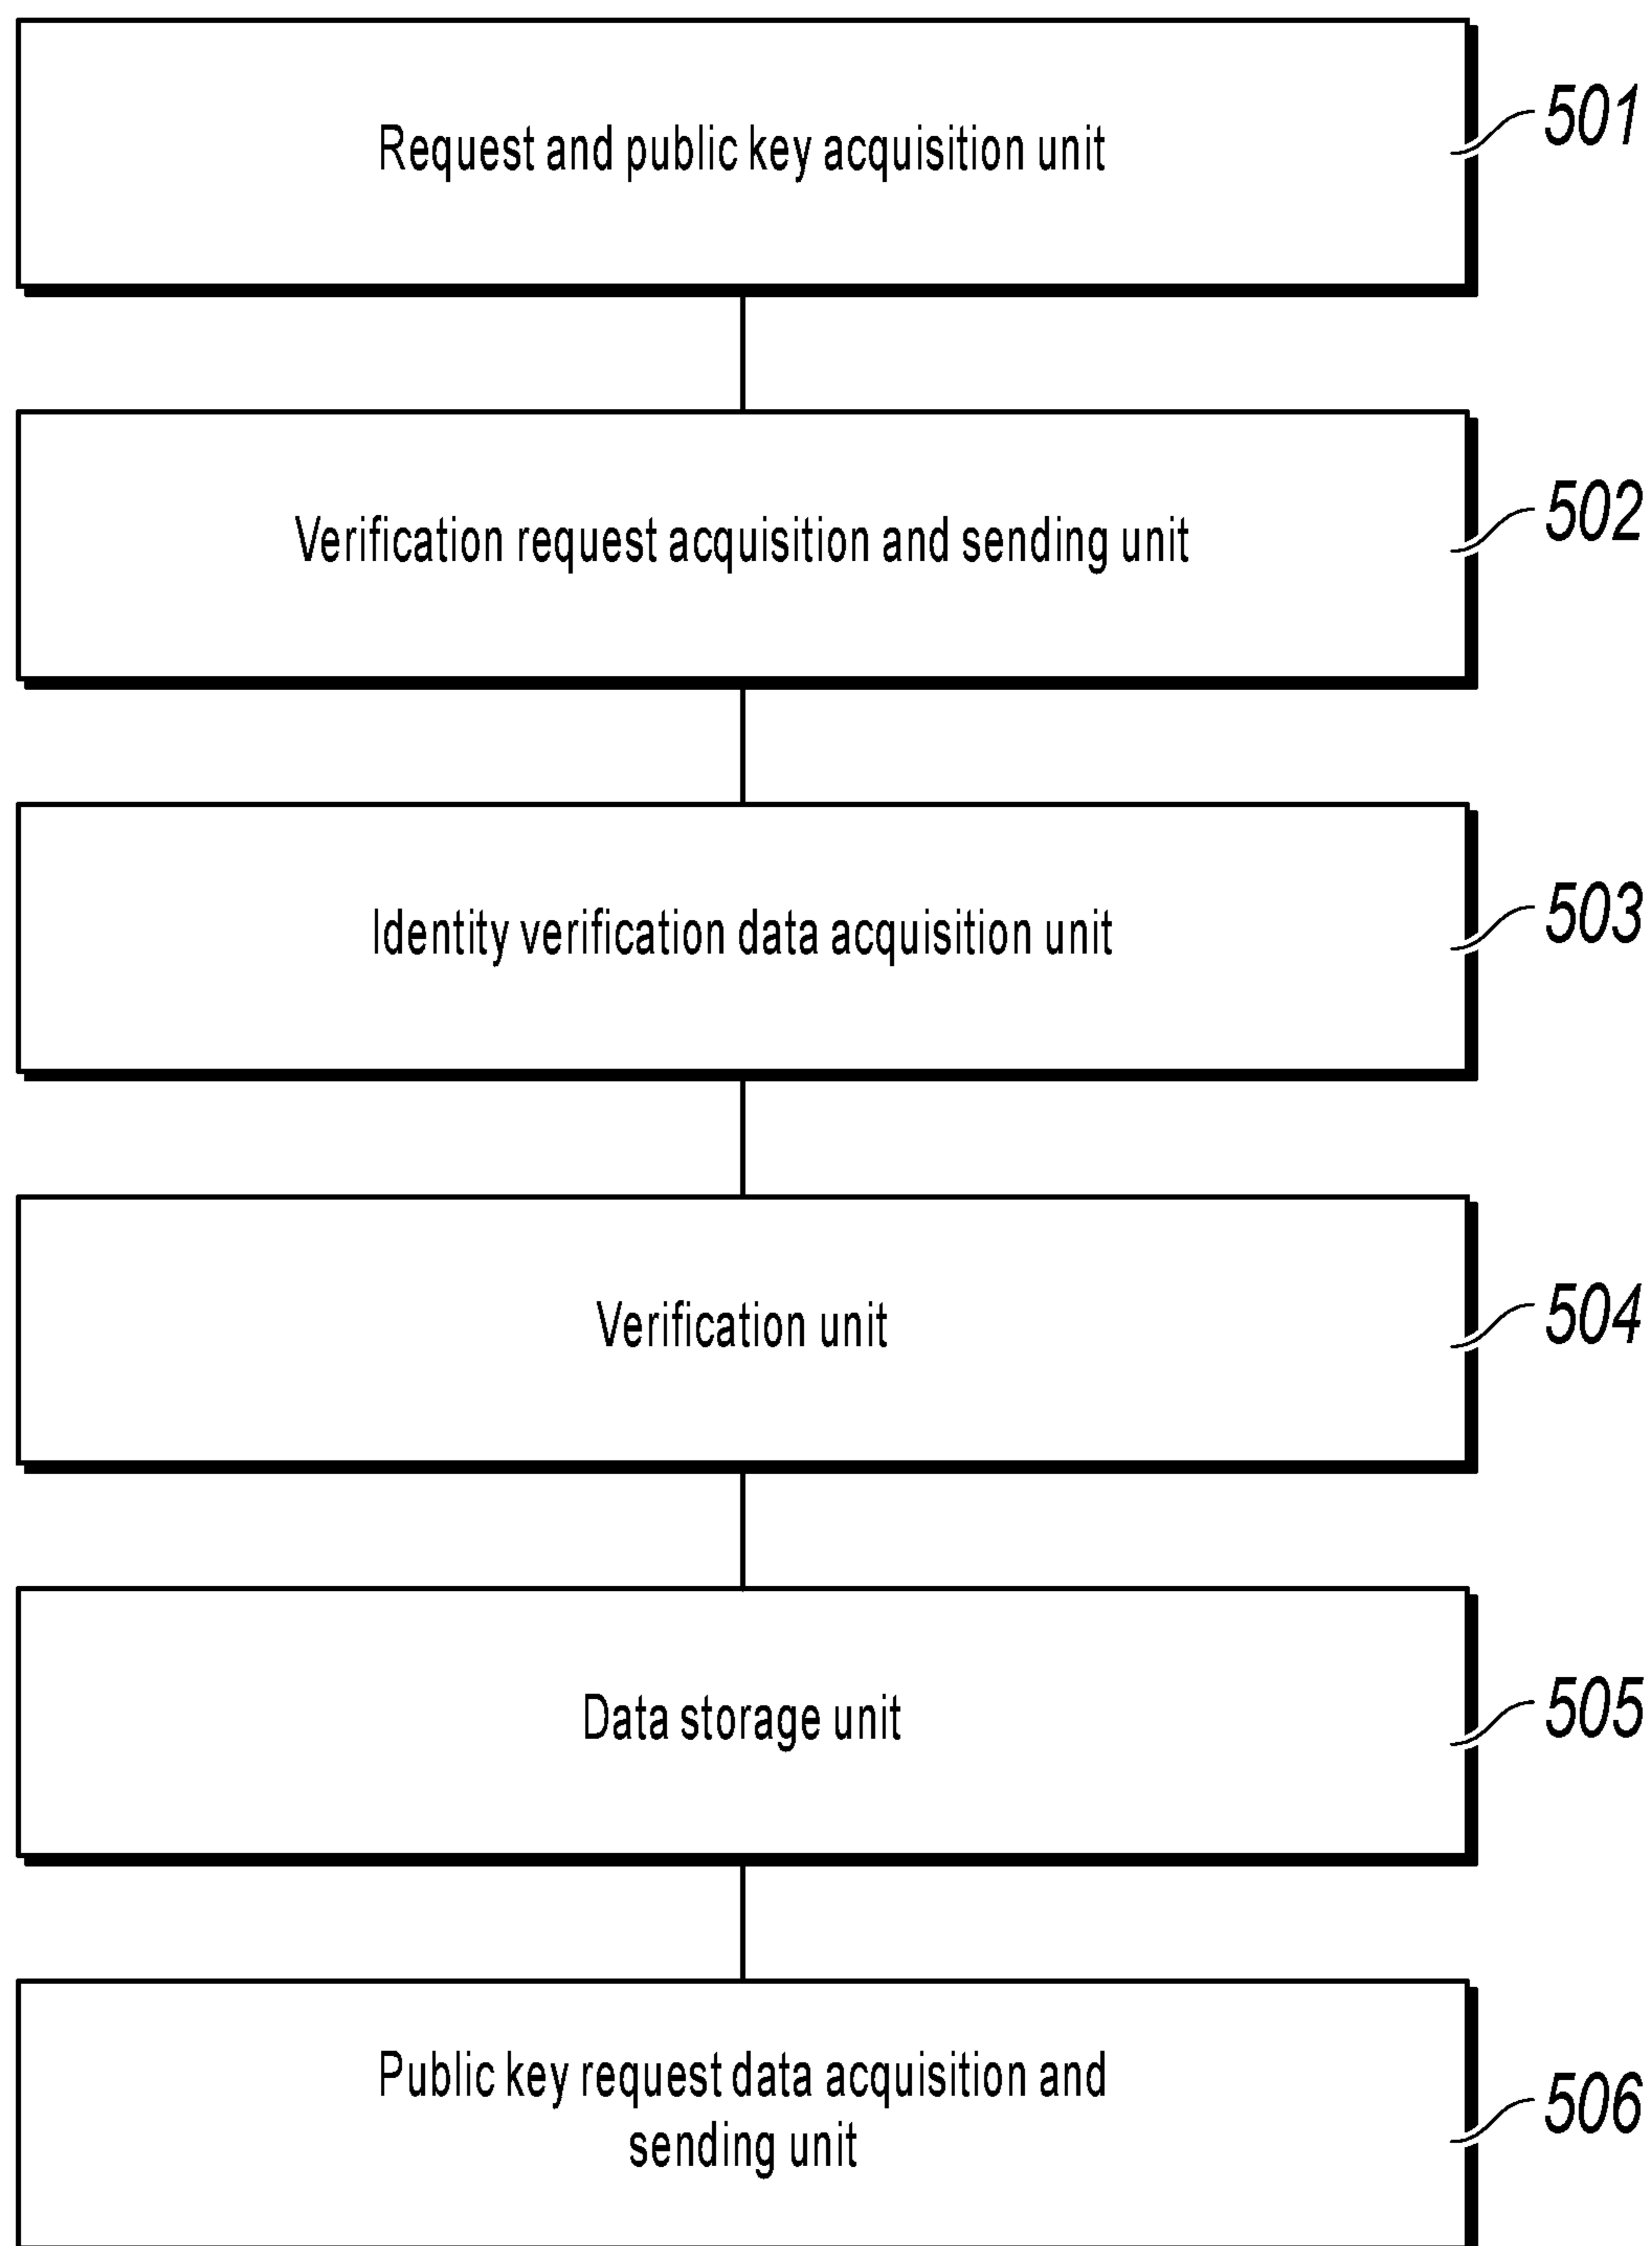 Request and public key acquisition unit
501
Verification request acquisition and sending unit
502
Identity verification data acquisition unit
503
Verification unit
504
Data storage unit
505
Public key request data acquisition and
sending unit
506